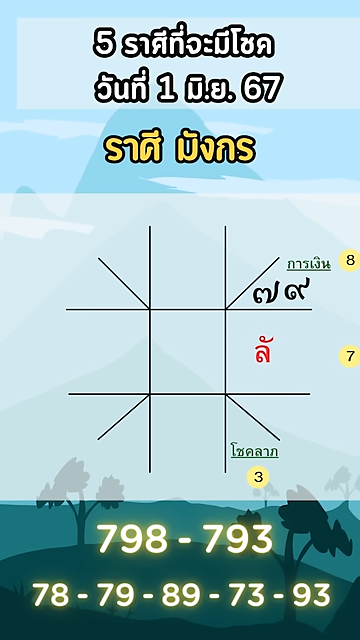 5 ราศีที่จะมีโชค
วันที่ 1 มิ.ย. 67
ราศี มังกร
การเงิน 8
๗ ๙
ลั 7
โชคลาภ
3
798 - 793
78 - 79 - 89 - 73 - 93